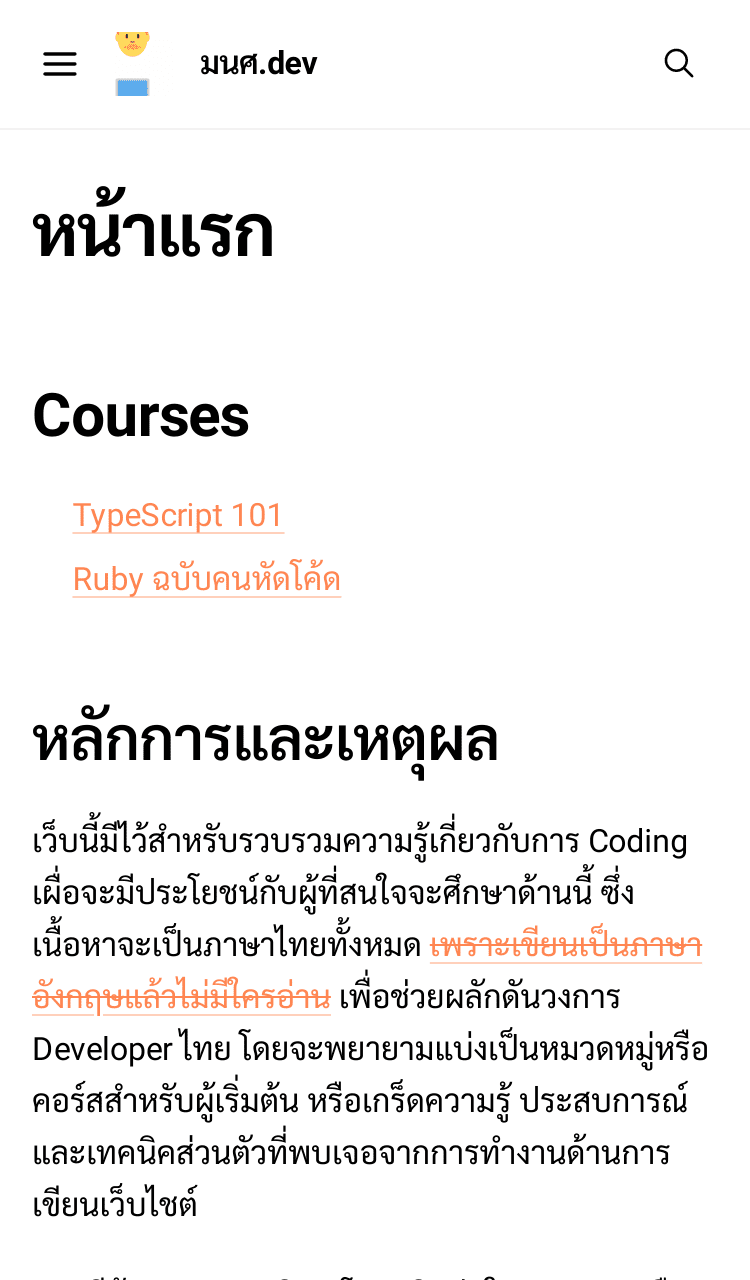 มนศ.dev
หน้าแรก
Courses
TypeScript 101
Ruby ฉบับคนหัดโค้ด
หลักการและเหตุผล
เว็บนี้มีไว้สำหรับรวบรวมความรู้เกี่ยวกับการ Coding
เผื่อจะมีประโยชน์กับผู้ที่สนใจจะศึกษาด้านนี้ ซึ่ง
เนื้อหาจะเป็นภาษาไทยทั้งหมด เพราะเขียนเป็นภาษา
อังกฤษแล้วไม่มีใครอ่าน เพื่อช่วยผลักดันวงการ
Developer ไทย โดยจะพยายามแบ่งเป็นหมวดหมู่หรือ
คอร์สสำหรับผู้เริ่มต้น หรือเกร็ดความรู้ ประสบการณ์
และเทคนิคส่วนตัวที่พบเจอจากการทำงานด้านการ
เขียนเว็บไซต์